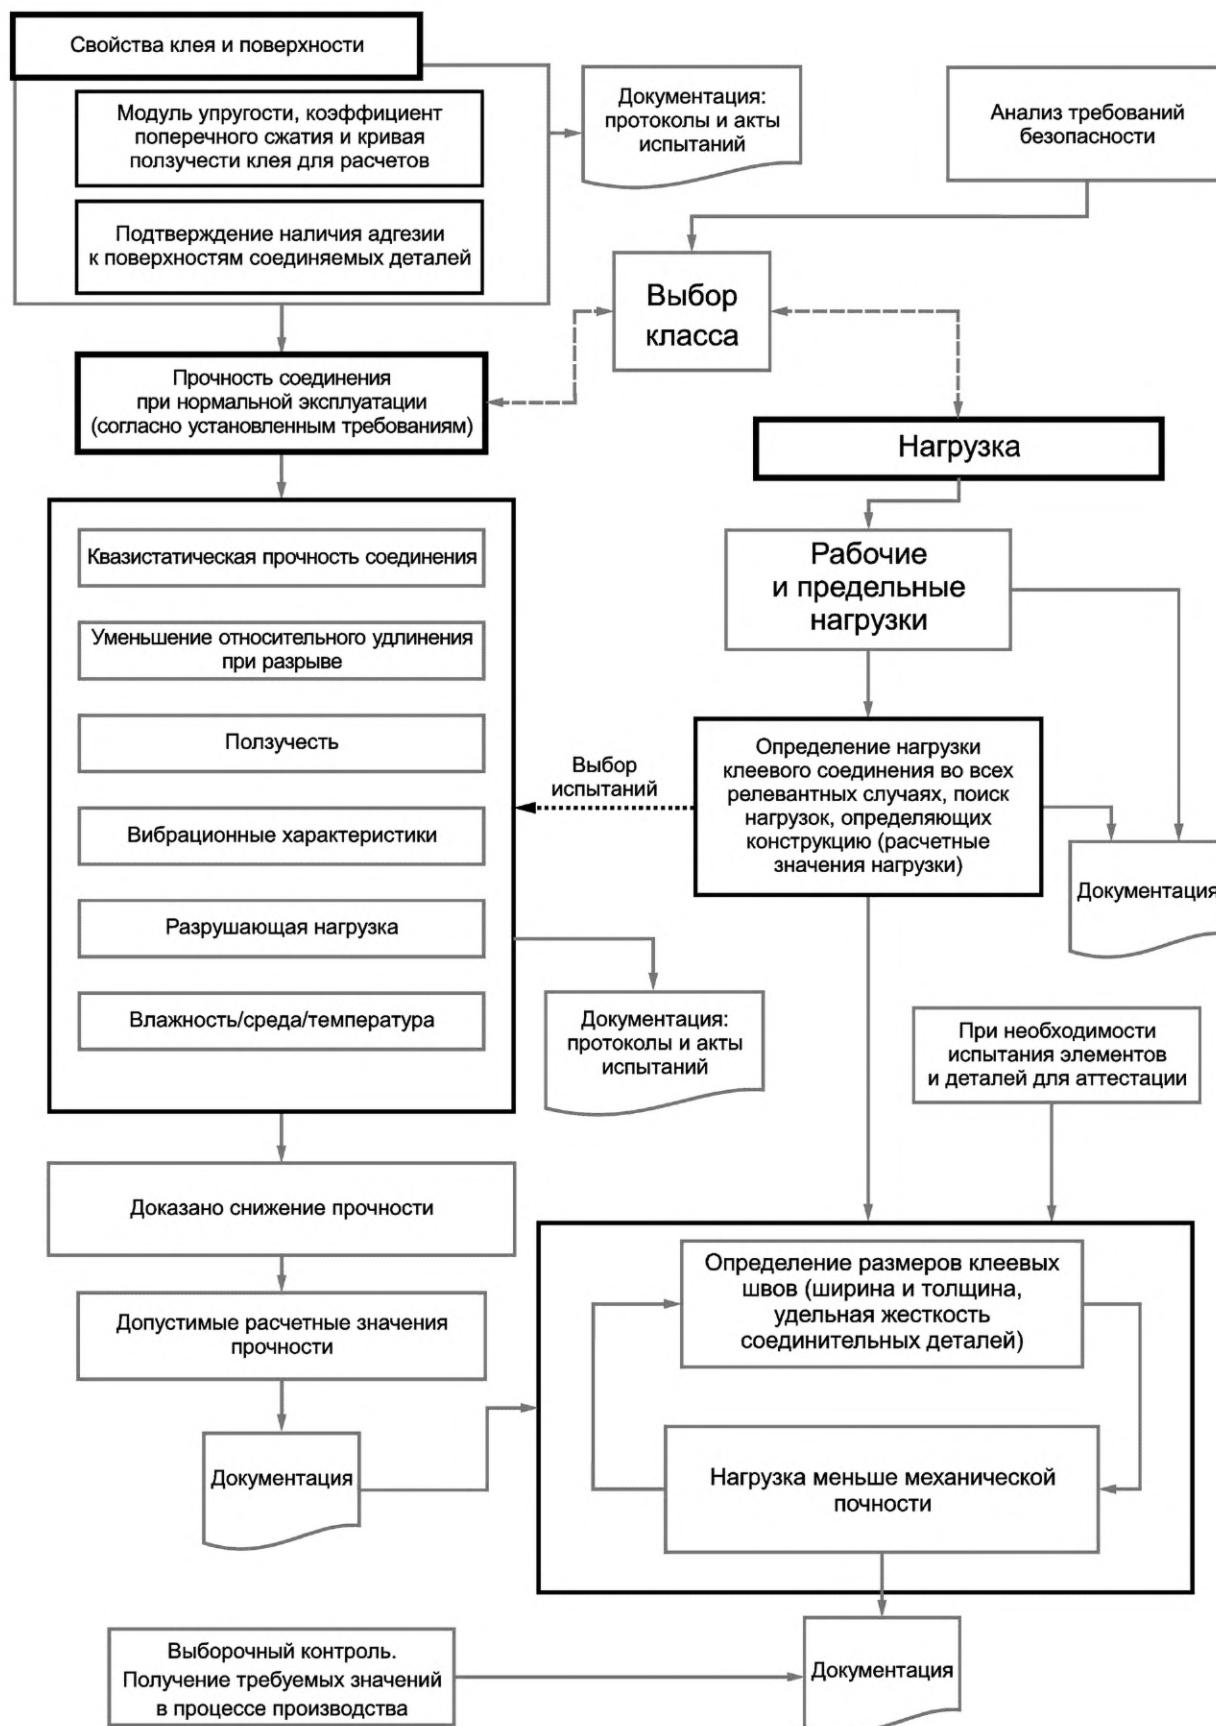 Свойства клея и поверхности
Модуль упругости, коэффициент
поперечного сжатия и кривая
ползучести клея для расчетов
Подтверждение наличия адгезии
к поверхностям соединяемых деталей
Документация:
протоколы и акты
испытаний
Анализ требований
безопасности
Выбор
класса
Прочность соединения
при нормальной эксплуатации
(согласно установленным требованиям)
Нагрузка
Рабочие
и предельные
нагрузки
Квазистатическая прочность соединения
Уменьшение относительного удлинения
при разрыве
Ползучесть
Вибрационные характеристики
Разрушающая нагрузка
Влажность/среда/температура
Выбор
испытаний
Определение нагрузки
клеевого соединения во всех
релевантных случаях, поиск
нагрузок, определяющих
конструкцию (расчетные
значения нагрузки)
Документация
Документация:
протоколы и акты
испытаний
При необходимости
испытания элементов
и деталей для аттестации
Доказано снижение прочности
Допустимые расчетные значения
прочности
Документация
Определение размеров клеевых
швов (ширина и толщина,
удельная жесткость
соединительных деталей)
Нагрузка меньше механической
почности
Выборочный контроль.
Получение требуемых значений
в процессе производства
Документация